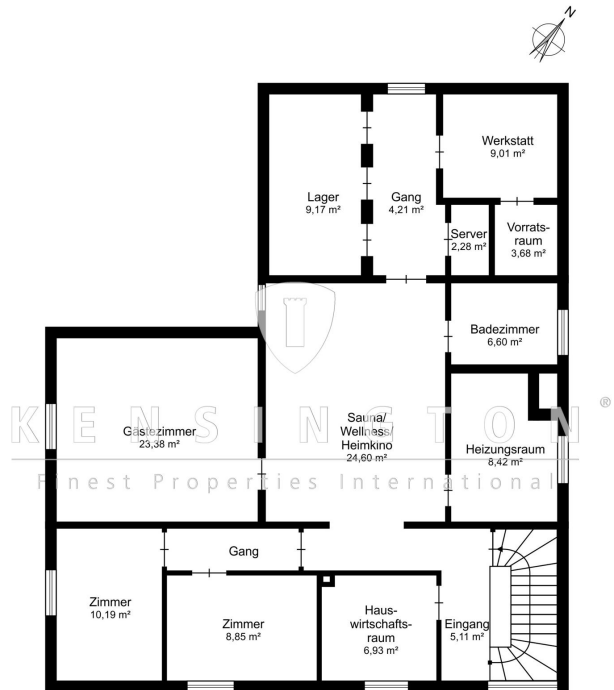 N
Werkstatt
9,01 m²
Lager
9,17 m²
Gang
4,21 m²
Server
2,28 m²
Vorrats-
raum
3,68 m²
Badezimmer
6,60 m²
Sauna/
Wellness/
Heimkino
24,60 m²
Gästezimmer
23,38 m²
KENSINGTON®
Heizungsraum
8,42 m²
Finest Properties International
Gang
Zimmer
10,19 m²
Zimmer
8,85 m²
Haus-
wirtschafts-
raum
6,93 m²
Eingang
5,11 m²